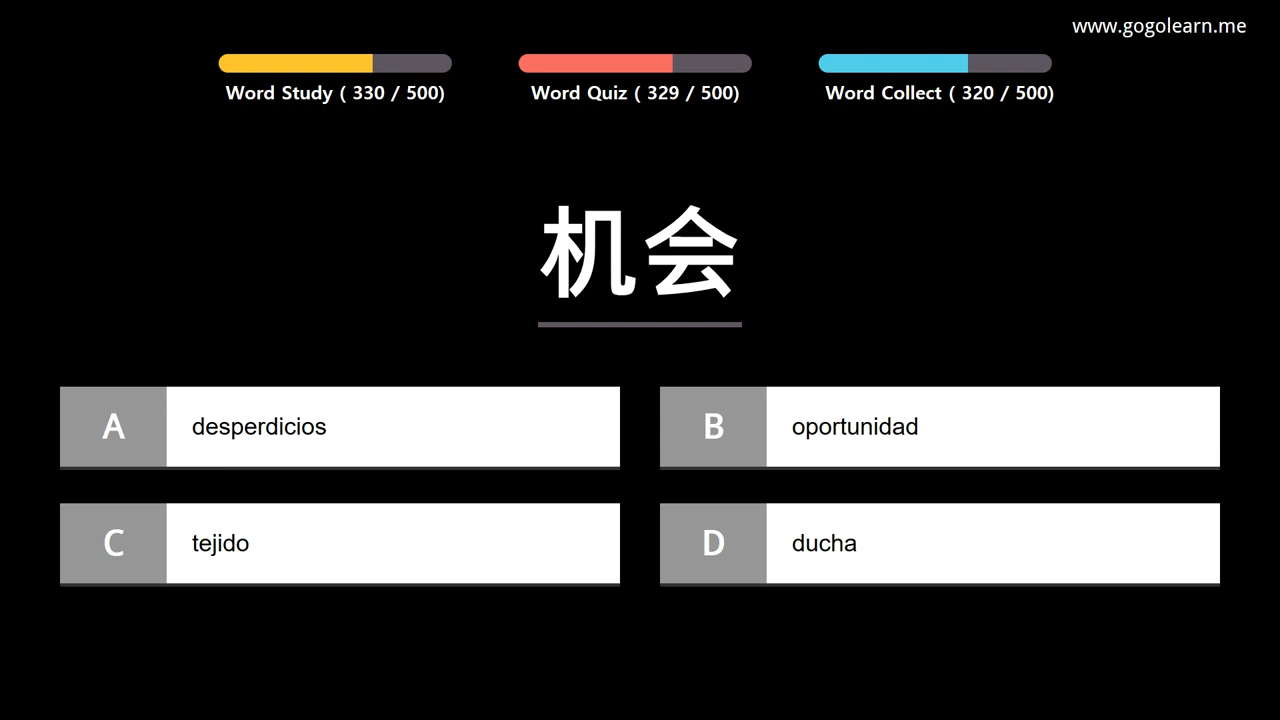 www.gogolearn.me
Word Study ( 330 / 500)
Word Quiz ( 329 / 500)
Word Collect ( 320 / 500)
机会
A desperdicios
B oportunidad
C tejido
D ducha